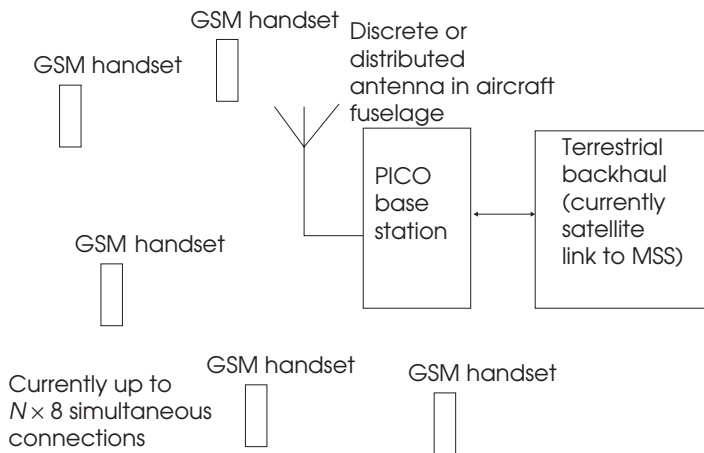 GSM handset
GSM handset
Discrete or
distributed
antenna in aircraft
fuselage
PICO
base
station
Terrestrial
backhaul
(currently
satellite
link to MSS)
GSM handset
GSM handset
GSM handset
Currently up to
N × 8 simultaneous
connections